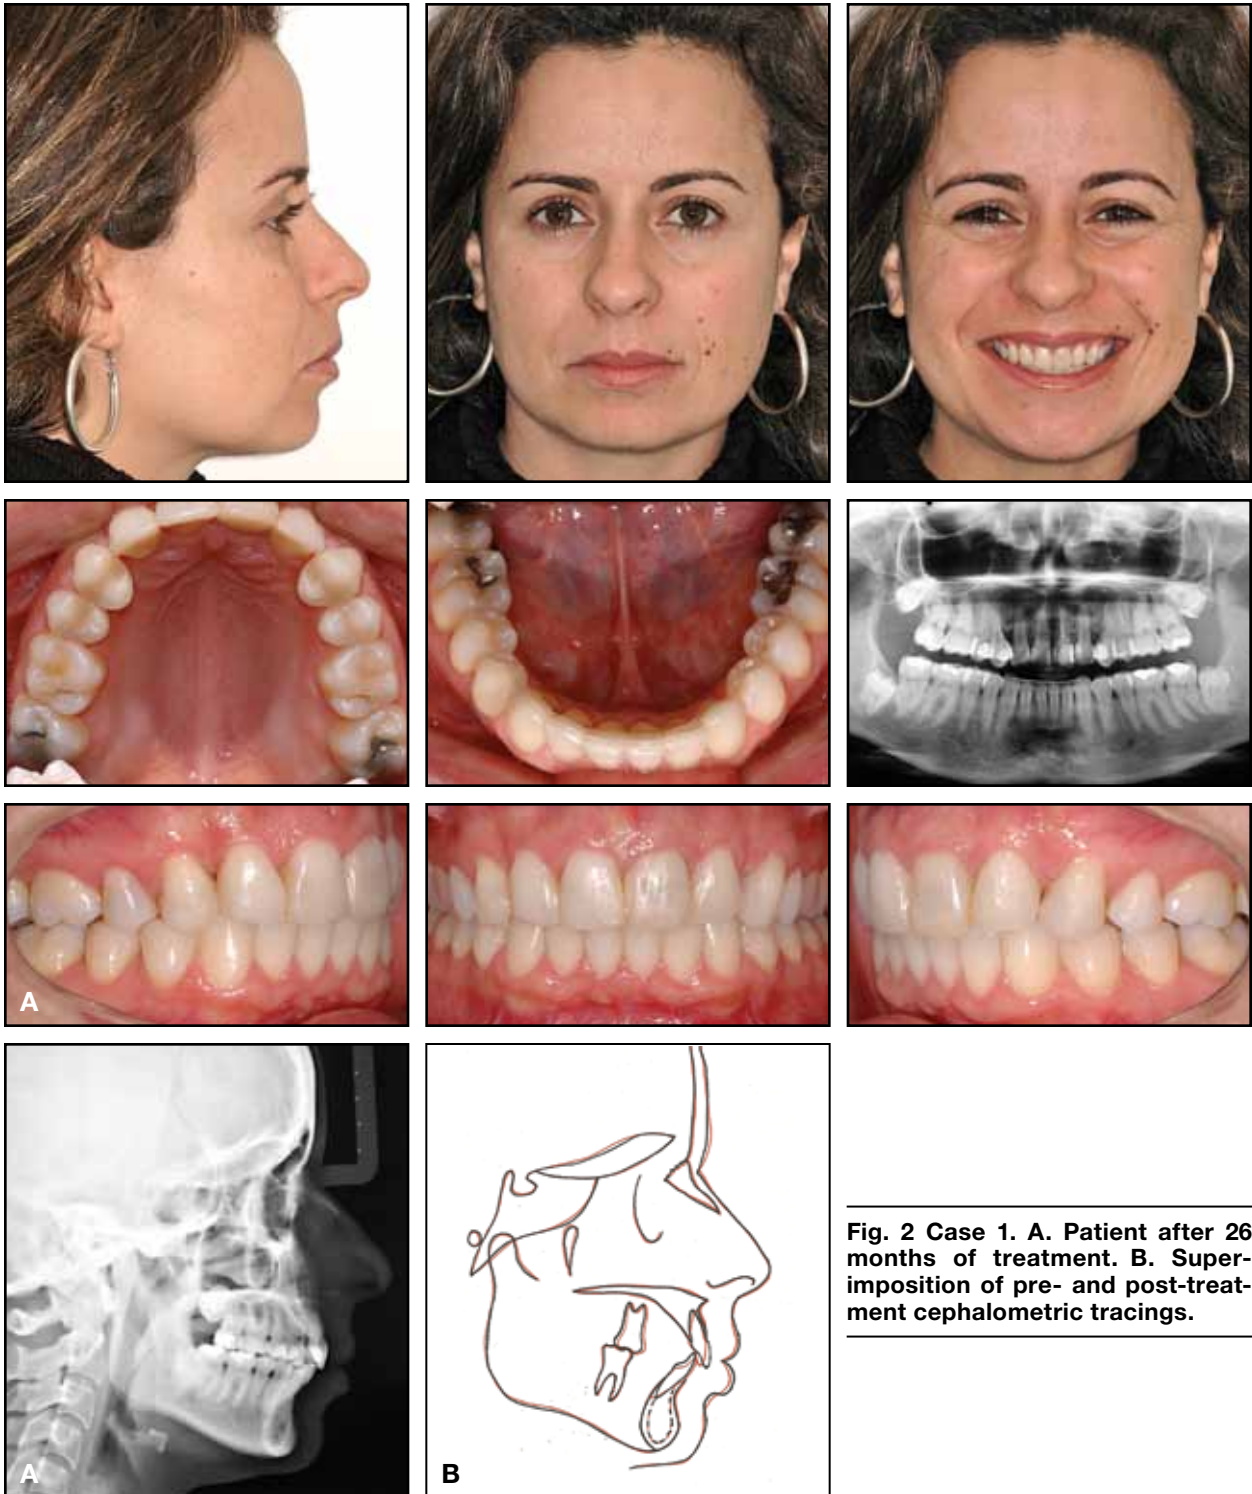 A
A
B
Fig. 2 Case 1. A. Patient after 26
months of treatment. B. Super-
imposition of pre- and post-treat-
ment cephalometric tracings.